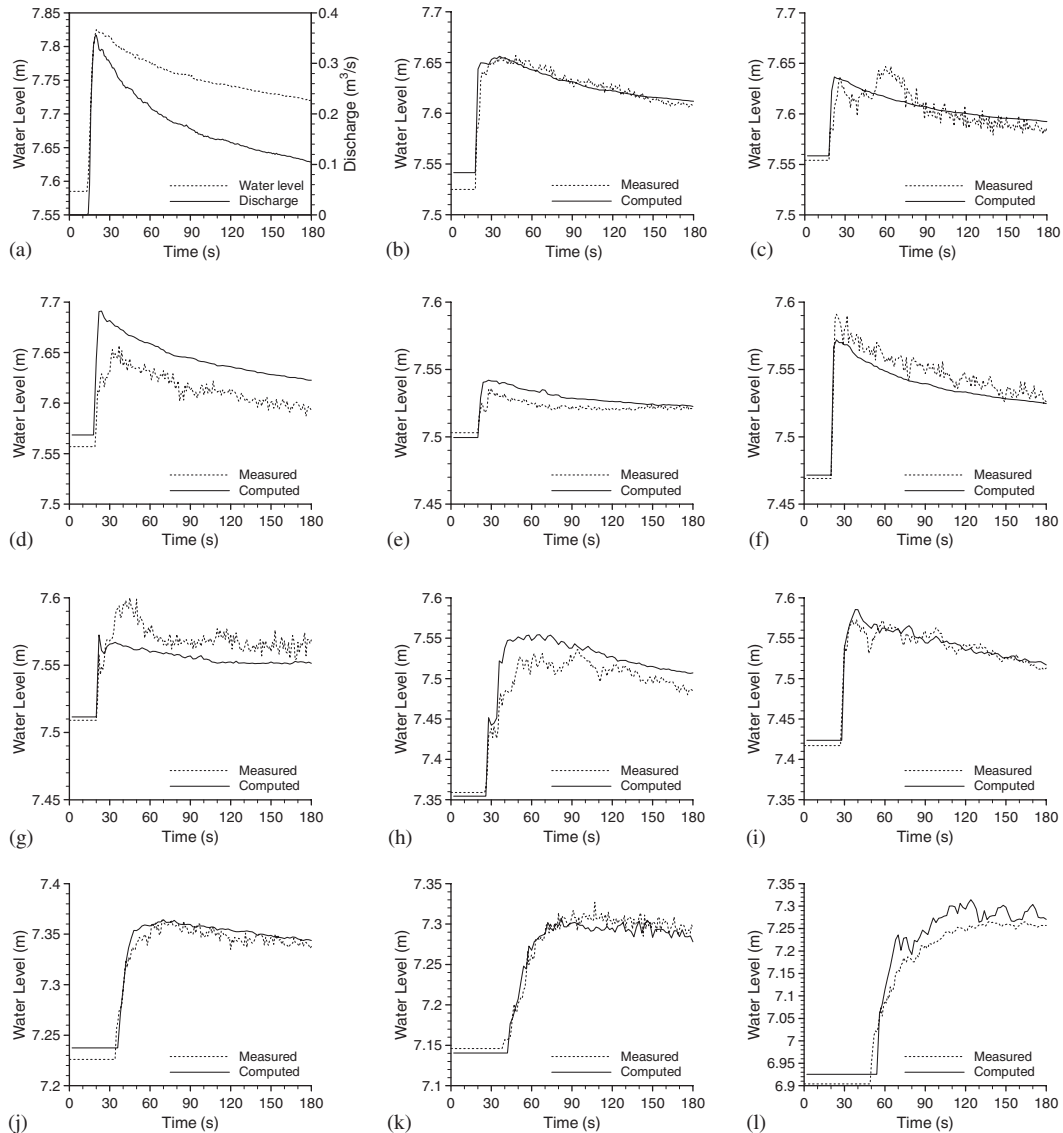 Water Level (m)
7.85
7.8
7.75
7.7
7.65
7.6
7.55
0.4
0.3
0.2
0.1
0
Discharge (m³/s)
Water level
Discharge
0 30 60 90 120 150 180
(a)
Time (s)
Water Level (m)
7.7
7.65
7.6
7.55
7.5
Measured
Computed
0 30 60 90 120 150 180
(b)
Time (s)
Water Level (m)
7.7
7.65
7.6
7.55
7.5
Measured
Computed
0 30 60 90 120 150 180
(c)
Time (s)
Water Level (m)
7.7
7.65
7.6
7.55
7.5
Measured
Computed
0 30 60 90 120 150 180
(d)
Time (s)
Water Level (m)
7.6
7.55
7.5
7.45
Measured
Computed
0 30 60 90 120 150 180
(e)
Time (s)
Water Level (m)
7.6
7.55
7.5
7.45
Measured
Computed
0 30 60 90 120 150 180
(f)
Time (s)
Water Level (m)
7.6
7.55
7.5
7.45
Measured
Computed
0 30 60 90 120 150 180
(g)
Time (s)
Water Level (m)
7.6
7.55
7.5
7.45
7.4
7.35
Measured
Computed
0 30 60 90 120 150 180
(h)
Time (s)
Water Level (m)
7.6
7.55
7.5
7.45
7.4
7.35
Measured
Computed
0 30 60 90 120 150 180
(i)
Time (s)
Water Level (m)
7.4
7.35
7.3
7.25
7.2
Measured
Computed
0 30 60 90 120 150 180
(j)
Time (s)
Water Level (m)
7.35
7.3
7.25
7.2
7.15
7.1
Measured
Computed
0 30 60 90 120 150 180
(k)
Time (s)
Water Level (m)
7.35
7.3
7.25
7.2
7.15
7.1
7.05
7
6.95
6.9
Measured
Computed
0 30 60 90 120 150 180
(l)
Time (s)